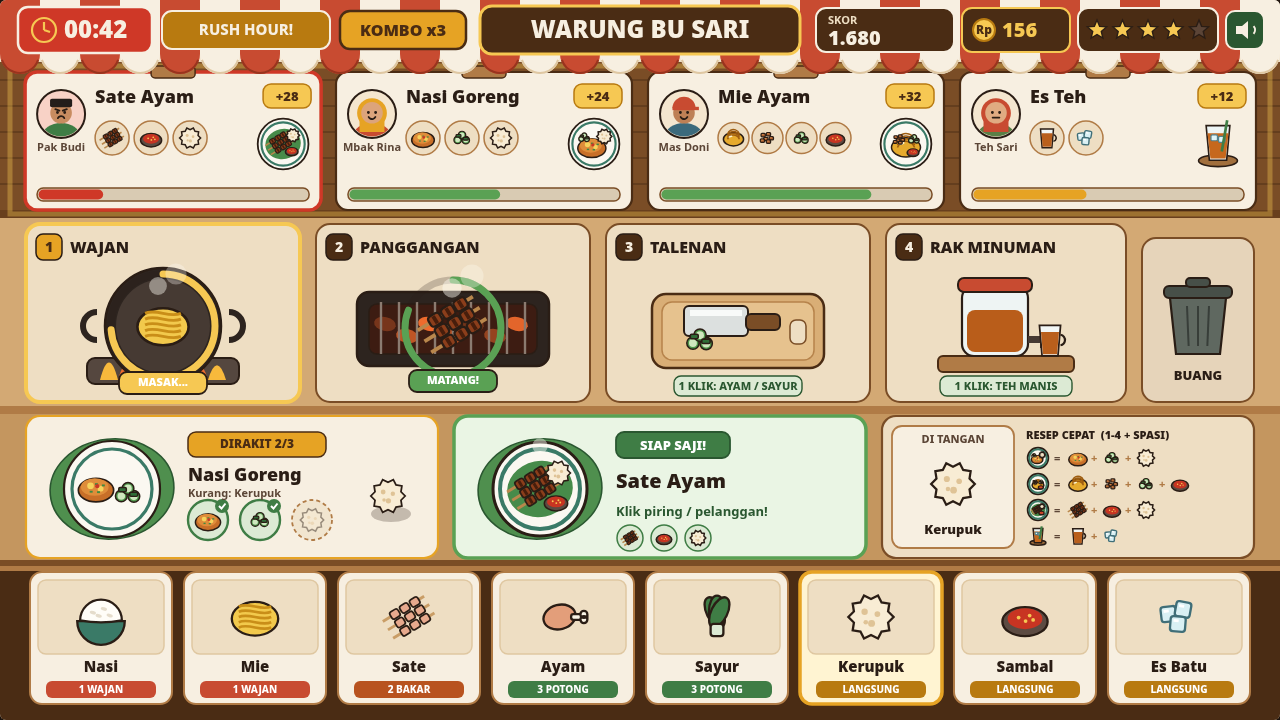 00:42
RUSH HOUR!
KOMBO x3
WARUNG BU SARI
SKOR
1.680
Rp 156
Sate Ayam
+28
Pak Budi
Nasi Goreng
+24
Mbak Rina
Mie Ayam
+32
Mas Doni
Es Teh
+12
Teh Sari
1 WAJAN
MASAK...
2 PANGGANGAN
MATANG!
3 TALENAN
1 KLIK: AYAM / SAYUR
4 RAK MINUMAN
1 KLIK: TEH MANIS
BUANG
DIRAKIT 2/3
Nasi Goreng
Kurang: Kerupuk
SIAP SAJI!
Sate Ayam
Klik piring / pelanggan!
DI TANGAN
Kerupuk
RESEP CEPAT (1-4 + SPASI)
= + +
= + + +
= + +
= +
Nasi
1 WAJAN
Mie
1 WAJAN
Sate
2 BAKAR
Ayam
3 POTONG
Sayur
3 POTONG
Kerupuk
LANGSUNG
Sambal
LANGSUNG
Es Batu
LANGSUNG